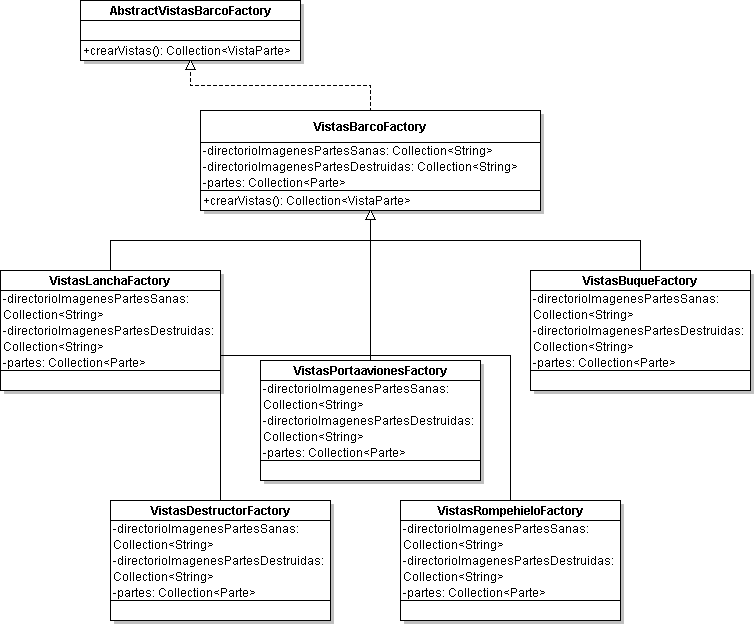 AbstractVistasBarcoFactory
+crearVistas(): Collection<VistaParte>
VistasBarcoFactory
-directorioImagenesPartesSanas: Collection<String>
-directorioImagenesPartesDestruidas: Collection<String>
-partes: Collection<Parte>
+crearVistas(): Collection<VistaParte>
VistasLanchaFactory
-directorioImagenesPartesSanas:
Collection<String>
-directorioImagenesPartesDestruidas:
Collection<String>
-partes: Collection<Parte>
VistasBuqueFactory
-directorioImagenesPartesSanas:
Collection<String>
-directorioImagenesPartesDestruidas:
Collection<String>
-partes: Collection<Parte>
VistasPortaavionesFactory
-directorioImagenesPartesSanas:
Collection<String>
-directorioImagenesPartesDestruidas:
Collection<String>
-partes: Collection<Parte>
VistasDestructorFactory
-directorioImagenesPartesSanas:
Collection<String>
-directorioImagenesPartesDestruidas:
Collection<String>
-partes: Collection<Parte>
VistasRompehieloFactory
-directorioImagenesPartesSanas:
Collection<String>
-directorioImagenesPartesDestruidas:
Collection<String>
-partes: Collection<Parte>